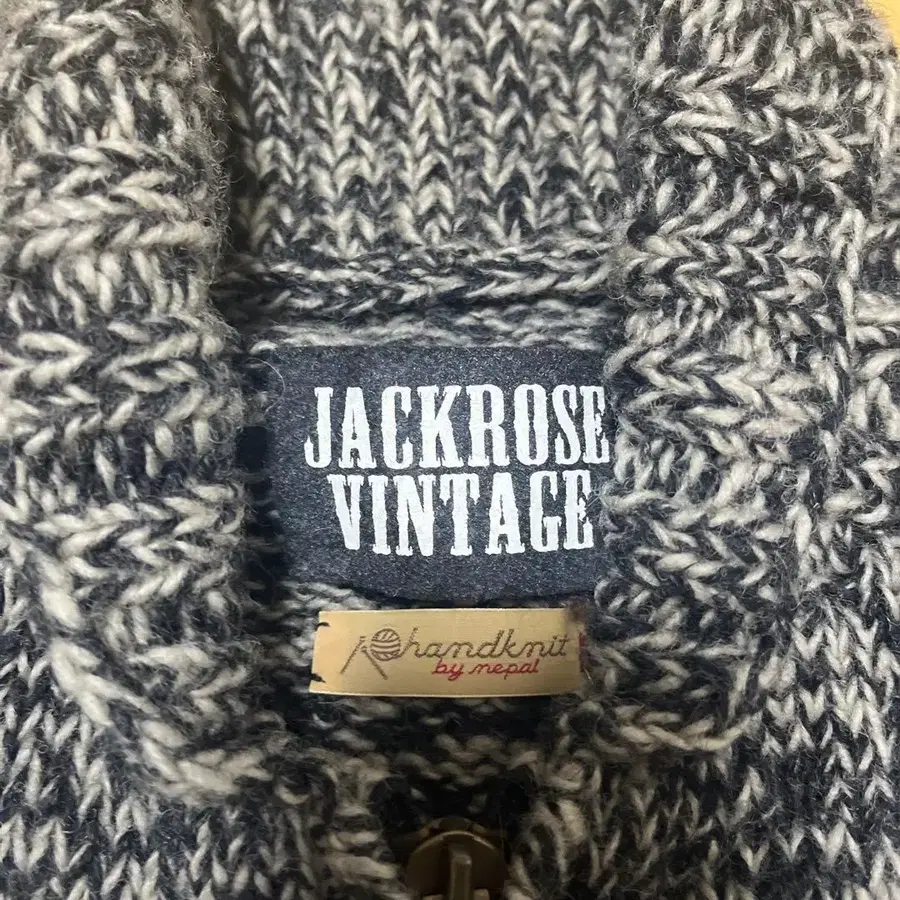 JACKROSE
VINTAGE
handknit
by nepal